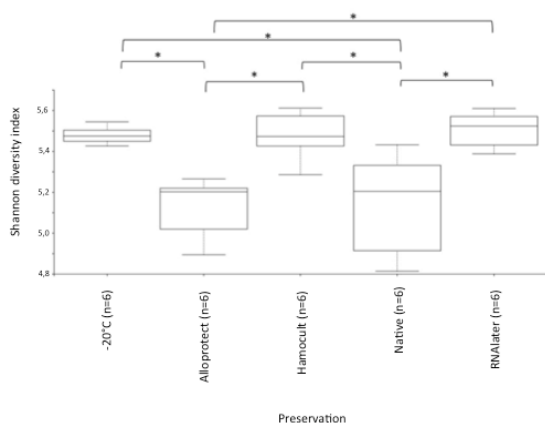 *
*
* *
* *
Shannon diversity index
5,6
5,4
5,2
5,0
4,8
-20°C (n=6)
Alloprotect (n=6)
Hamocult (n=6)
Native (n=6)
RNAlater (n=6)
Preservation